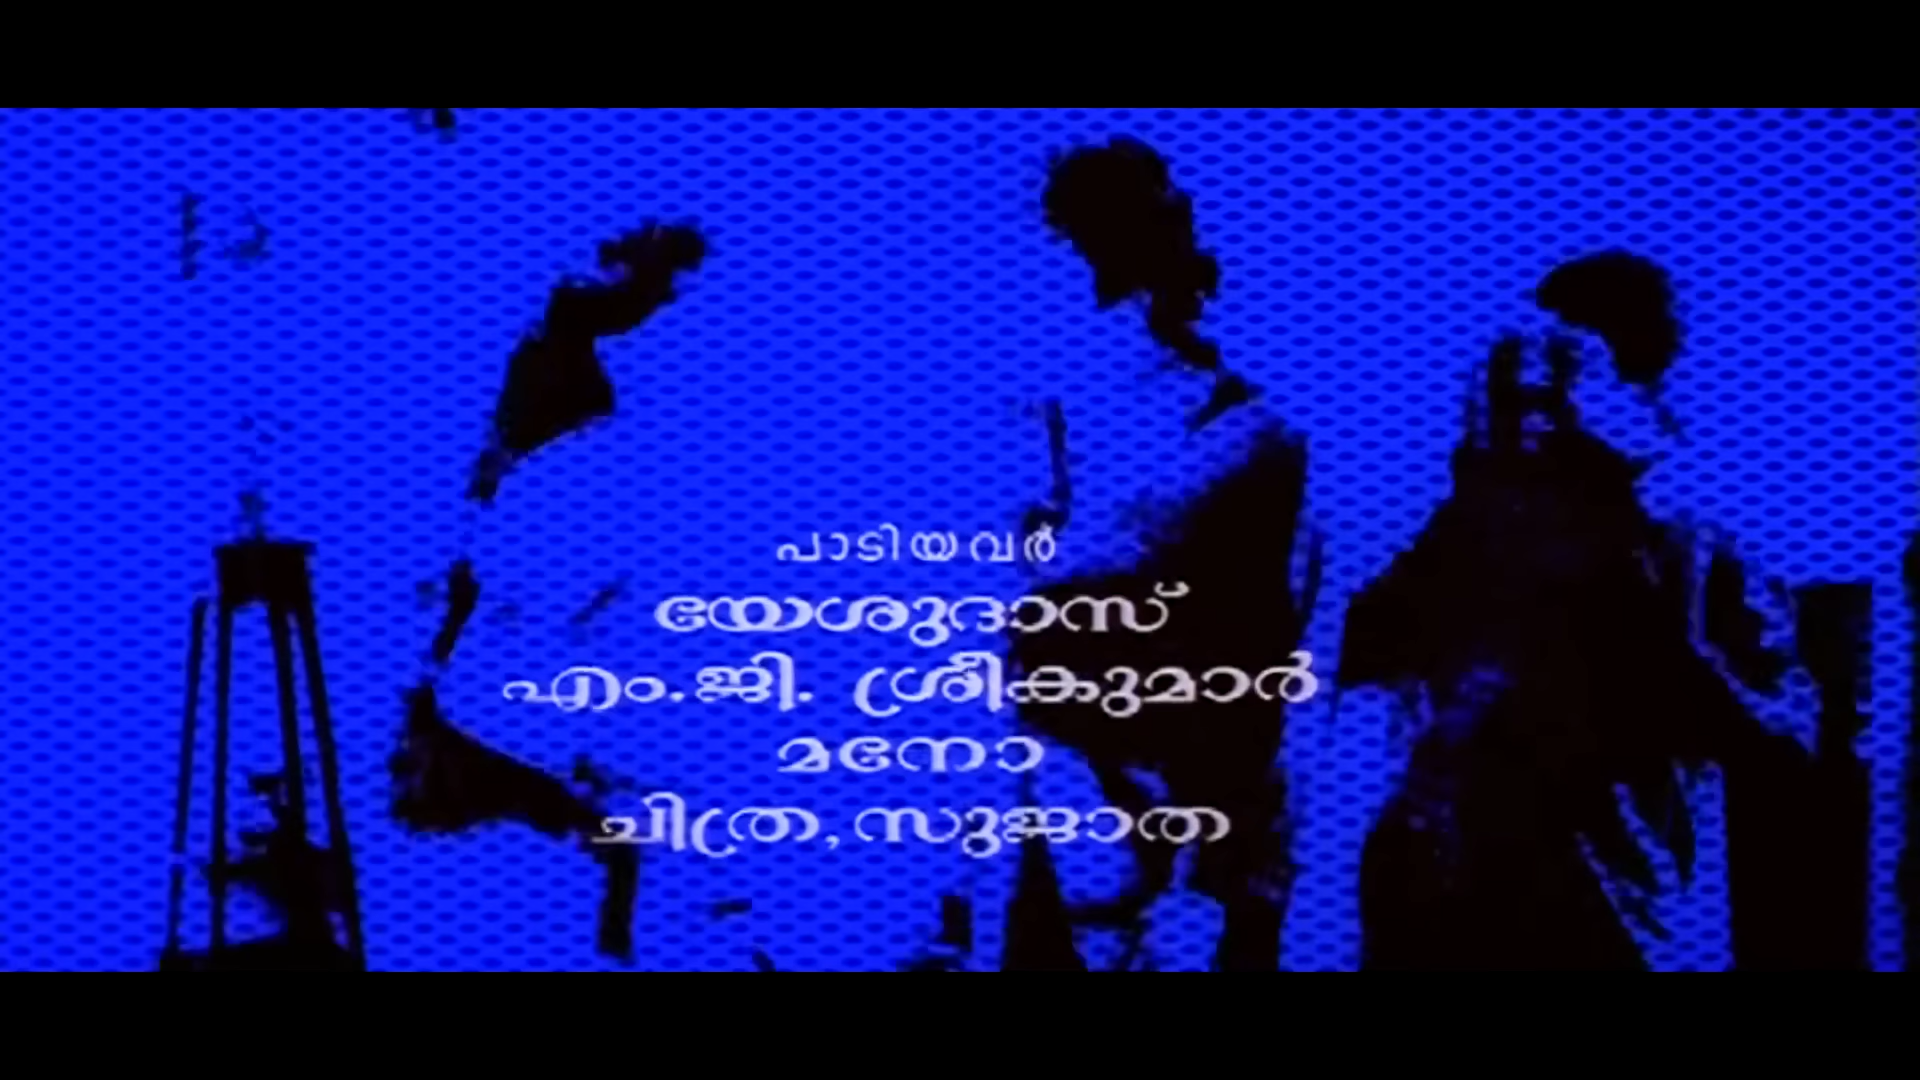 പാടിയവർ
യേശുദാസ്
എം.ജി. ശ്രീകുമാർ
മനോ
ചിത്ര, സുജാത